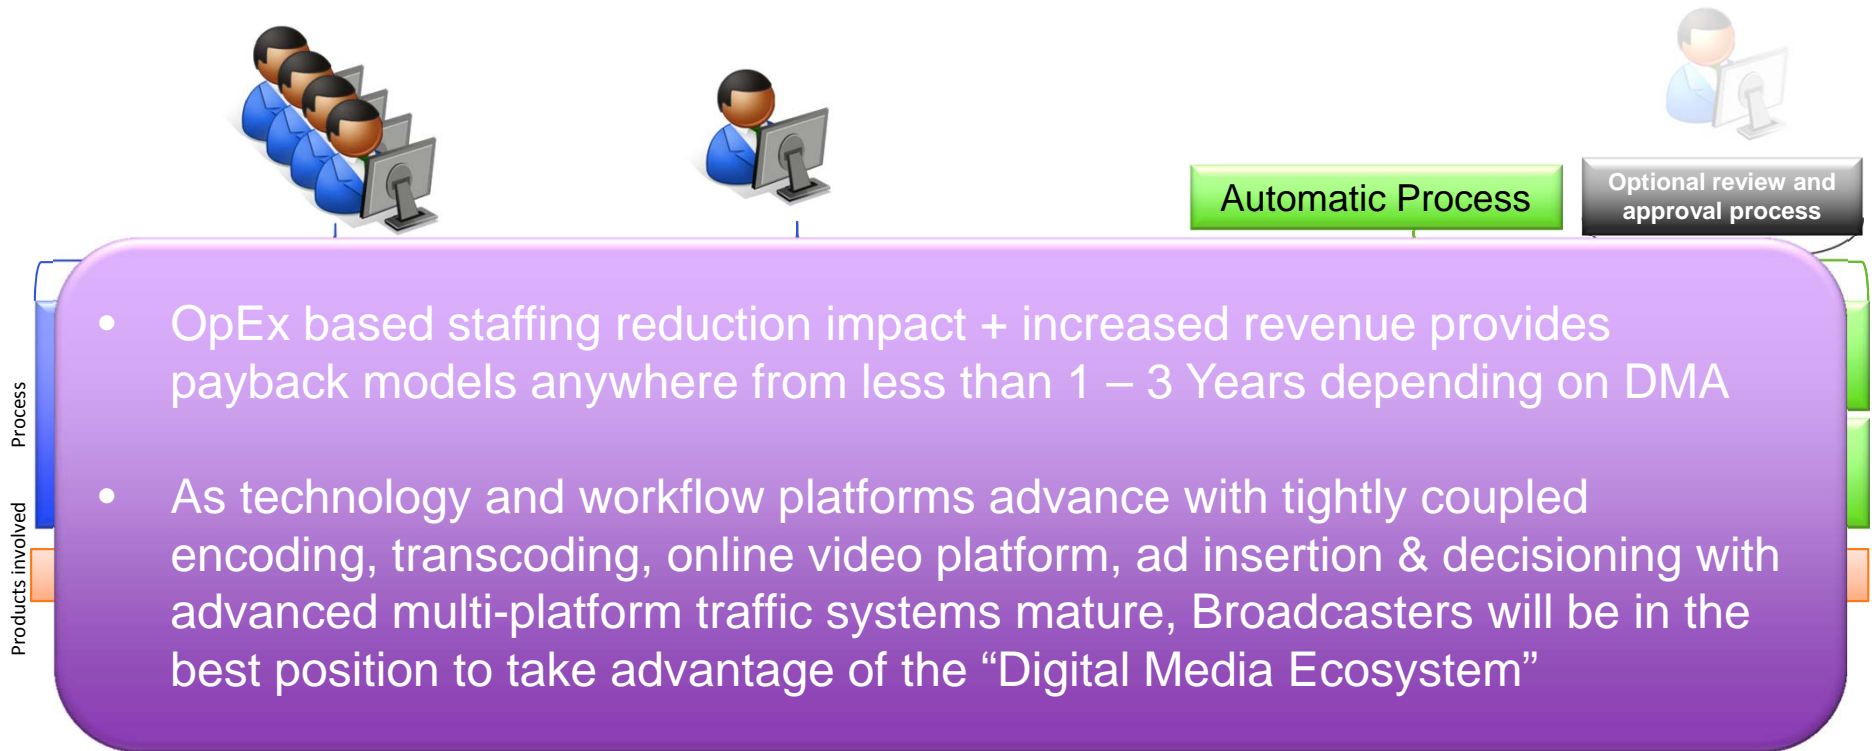 Automatic Process
Optional review and
approval process
Process
Products involved
• OpEx based staffing reduction impact + increased revenue provides
payback models anywhere from less than 1 – 3 Years depending on DMA
• As technology and workflow platforms advance with tightly coupled
encoding, transcoding, online video platform, ad insertion & decisioning with
advanced multi-platform traffic systems mature, Broadcasters will be in the
best position to take advantage of the “Digital Media Ecosystem”